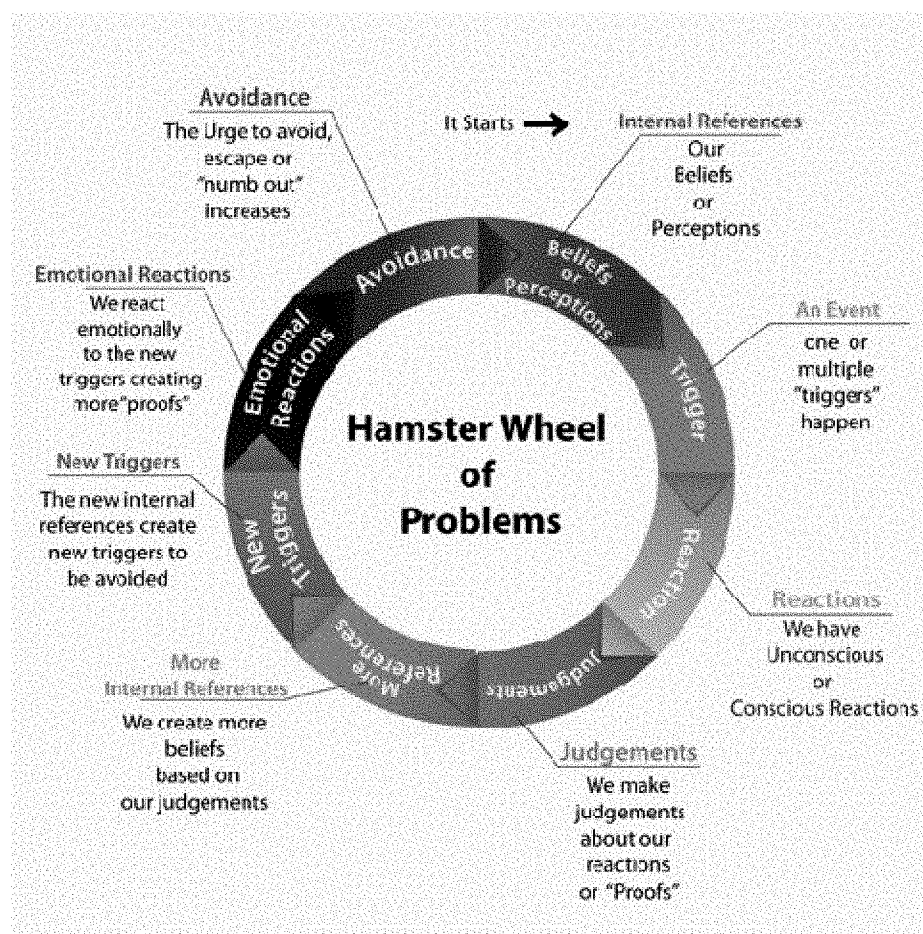 It Starts
Internal References
Our
Beliefs
or
Perceptions
Beliefs
or
Perceptions
An Event
one or
multiple
"triggers"
happen
Trigger
Reactions
We have
Unconscious
or
Conscious Reactions
Reaction
Judgements
We make
judgements
about our
reactions
or "Proofs"
Judgaments
More
Internal References
We create more
beliefs
based on
our judgements
More
References
New Triggers
The new internal
references create
new triggers to
be avoided
New
Triggers
Emotional Reactions
We react
emotionally
to the new
triggers creating
more "proofs"
Emotional
Reactions
Avoidance
The Urge to avoid,
escape or
"numb out"
increases
Avoidance
Hamster Wheel
of
Problems